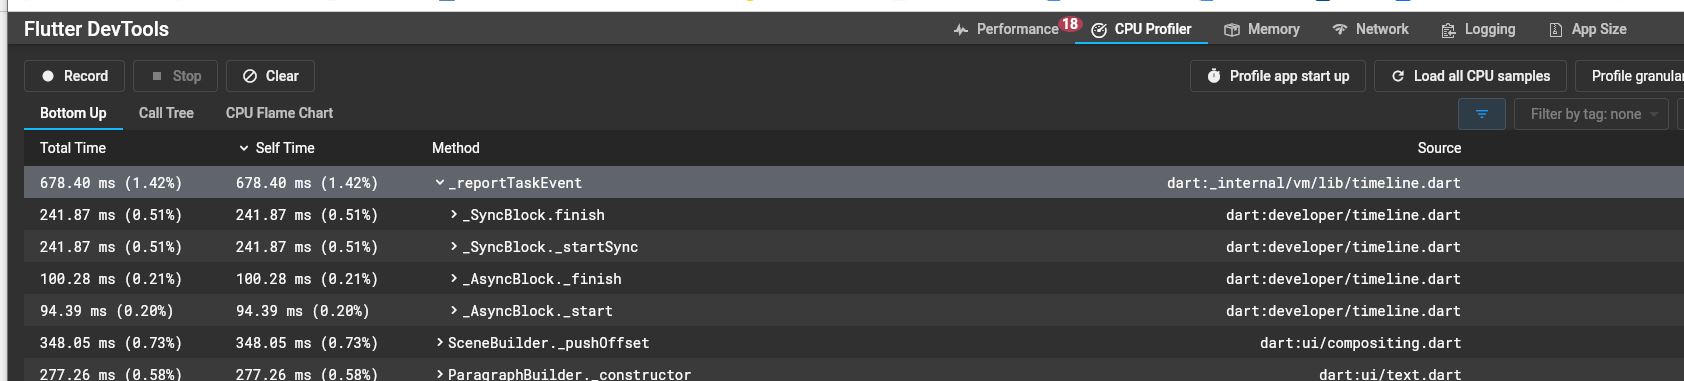 Flutter DevTools Performance 18 CPU Profiler Memory Network Logging App Size
Record Stop Clear Profile app start up Load all CPU samples Profile granular
Bottom Up Call Tree CPU Flame Chart Filter by tag: none
Total Time Self Time Method Source
678.40 ms (1.42%) 678.40 ms (1.42%) _reportTaskEvent dart:_internal/vm/lib/timeline.dart
241.87 ms (0.51%) 241.87 ms (0.51%) _SyncBlock.finish dart:developer/timeline.dart
241.87 ms (0.51%) 241.87 ms (0.51%) _SyncBlock._startSync dart:developer/timeline.dart
100.28 ms (0.21%) 100.28 ms (0.21%) _AsyncBlock._finish dart:developer/timeline.dart
94.39 ms (0.20%) 94.39 ms (0.20%) _AsyncBlock._start dart:developer/timeline.dart
348.05 ms (0.73%) 348.05 ms (0.73%) SceneBuilder._pushOffset dart:ui/compositing.dart
277.26 ms (0.58%) 277.26 ms (0.58%) ParagraphBuilder._constructor dart:ui/text.dart